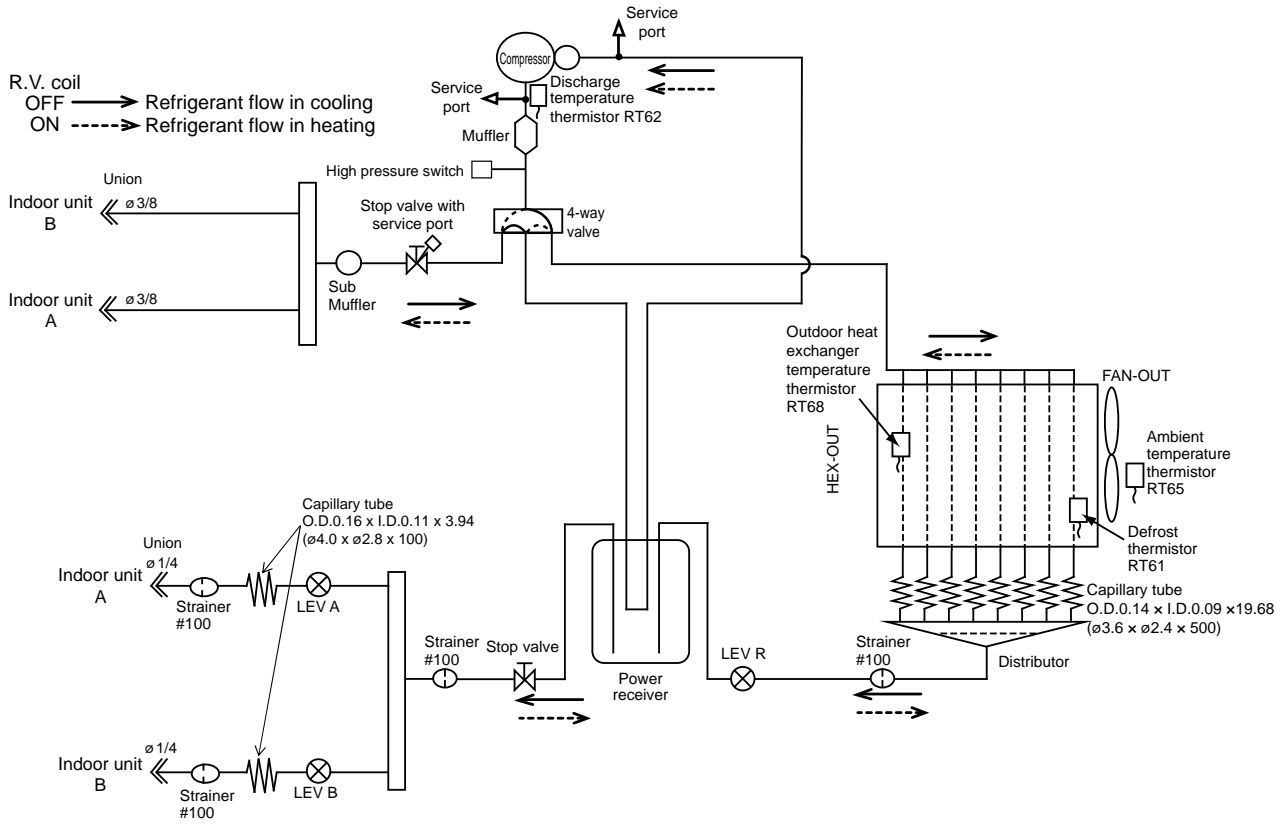 Service
port
Compressor
R.V. coil
OFF Refrigerant flow in cooling
ON Refrigerant flow in heating
Service
port
Discharge
temperature
thermistor RT62
Muffler
High pressure switch
Union
ø 3/8
Indoor unit
B
Stop valve with
service port
4-way
valve
Indoor unit
A
ø 3/8
Sub
Muffler
Outdoor heat
exchanger
temperature
thermistor
RT68
FAN-OUT
HEX-OUT
Ambient
temperature
thermistor
RT65
Defrost
thermistor
RT61
Capillary tube
O.D.0.16 x I.D.0.11 x 3.94
(ø4.0 x ø2.8 x 100)
Union
ø 1/4
Indoor unit
A
Strainer
#100
LEV A
Capillary tube
O.D.0.14 × I.D.0.09 ×19.68
(ø3.6 × ø2.4 × 500)
Strainer
#100
Stop valve
Power
receiver
LEV R
Strainer
#100
Distributor
ø 1/4
Indoor unit
B
Strainer
#100
LEV B